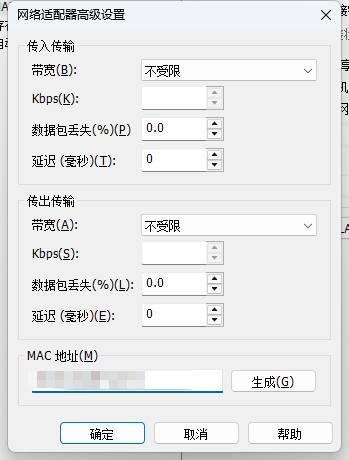 网络适配器高级设置
传入传输
带宽(B): 不受限
Kbps(K):
数据包丢失(%)(P) 0.0
延迟 (毫秒)(T): 0
传出传输
带宽(A): 不受限
Kbps(S):
数据包丢失(%)(L): 0.0
延迟 (毫秒)(E): 0
MAC 地址(M)
生成(G)
确定 取消 帮助